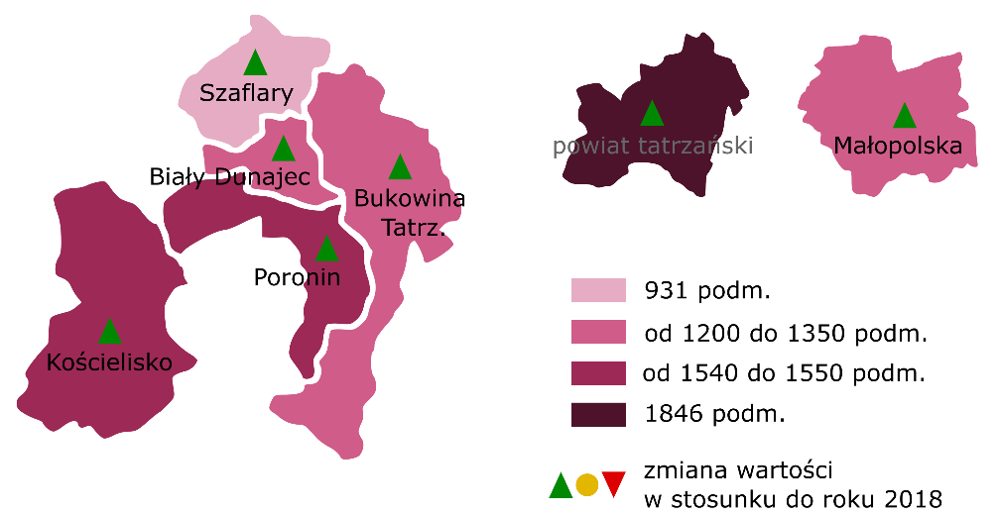 Szaflary
Biały Dunajec
Bukowina
Tatrz.
Poronin
Kościelisko
powiat tatrzański
Małopolska
931 podm.
od 1200 do 1350 podm.
od 1540 do 1550 podm.
1846 podm.
zmiana wartości
w stosunku do roku 2018